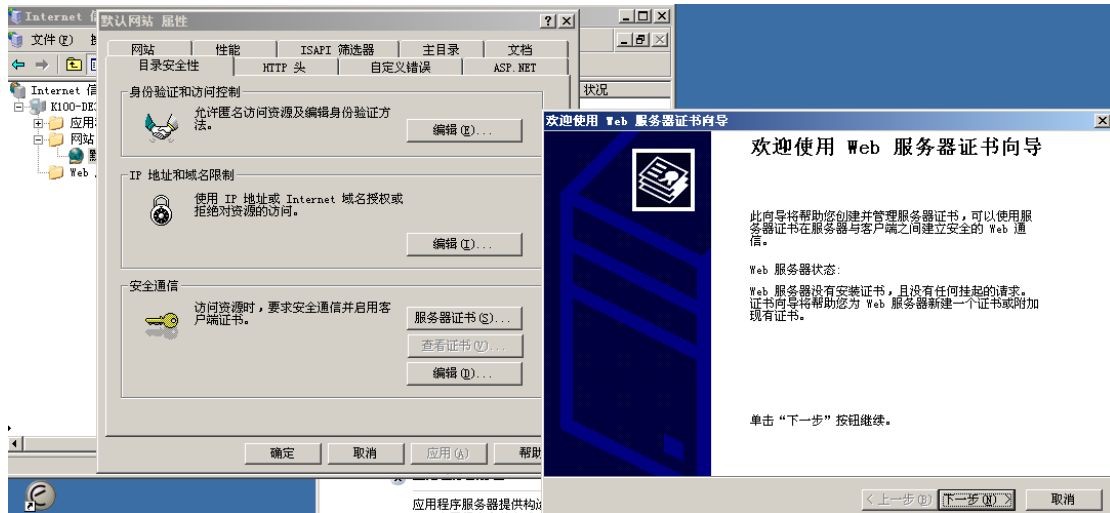 Internet
默认网站 属性
文件(F)
网站
性能
ISAPI 筛选器
主目录
文档
目录安全性
HTTP 头
自定义错误
ASP.NET
Internet
K100-DE
应用
网站
Web
状况
身份验证和访问控制
允许匿名访问资源及编辑身份验证方
法。
编辑(E)...
IP 地址和域名限制
使用 IP 地址或 Internet 域名授权或
拒绝对资源的访问。
编辑(I)...
安全通信
访问资源时，要求安全通信并启用客
户端证书。
服务器证书(S)...
查看证书(V)...
编辑(D)...
确定
取消
应用(A)
帮助
应用程序服务器提供构
欢迎使用 Web 服务器证书向导
欢迎使用 Web 服务器证书向导
此向导将帮助您创建并管理服务器证书，可以使用服
务器证书在服务器与客户端之间建立安全的 Web 通
信。
Web 服务器状态:
Web 服务器没有安装证书，且没有任何挂起的请求。
证书向导将帮助您为 Web 服务器新建一个证书或附加
现有证书。
单击“下一步”按钮继续。
< 上一步(B)
下一步(N) >
取消